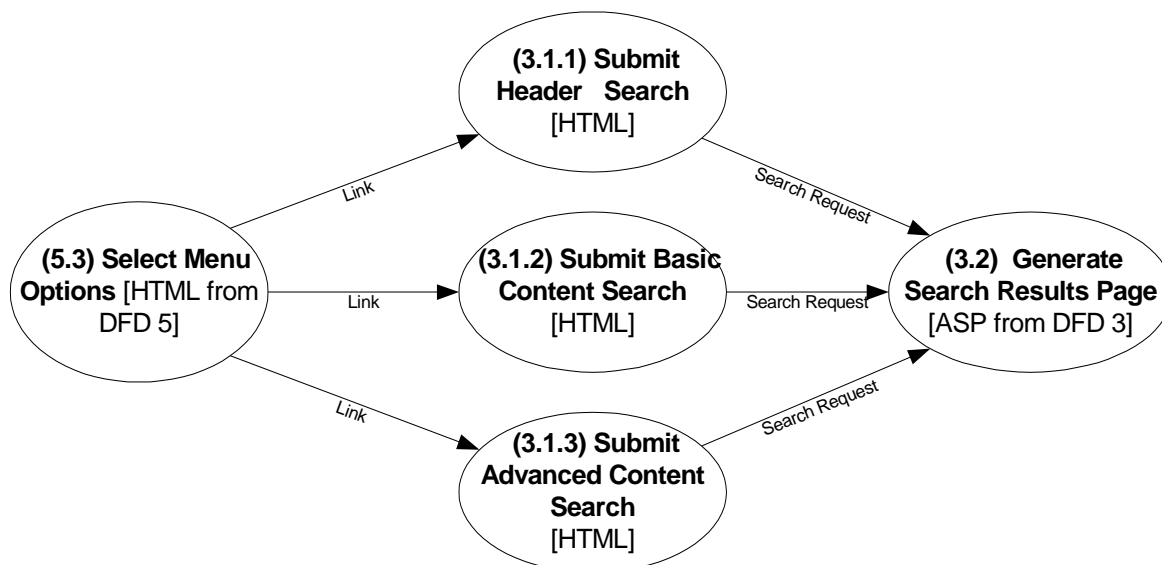 (3.1.1) Submit
Header Search
[HTML]
Link
Search Request
(5.3) Select Menu
Options [HTML from
DFD 5]
Link
(3.1.2) Submit Basic
Content Search
[HTML]
Search Request
(3.2) Generate
Search Results Page
[ASP from DFD 3]
Link
Search Request
(3.1.3) Submit
Advanced Content
Search
[HTML]